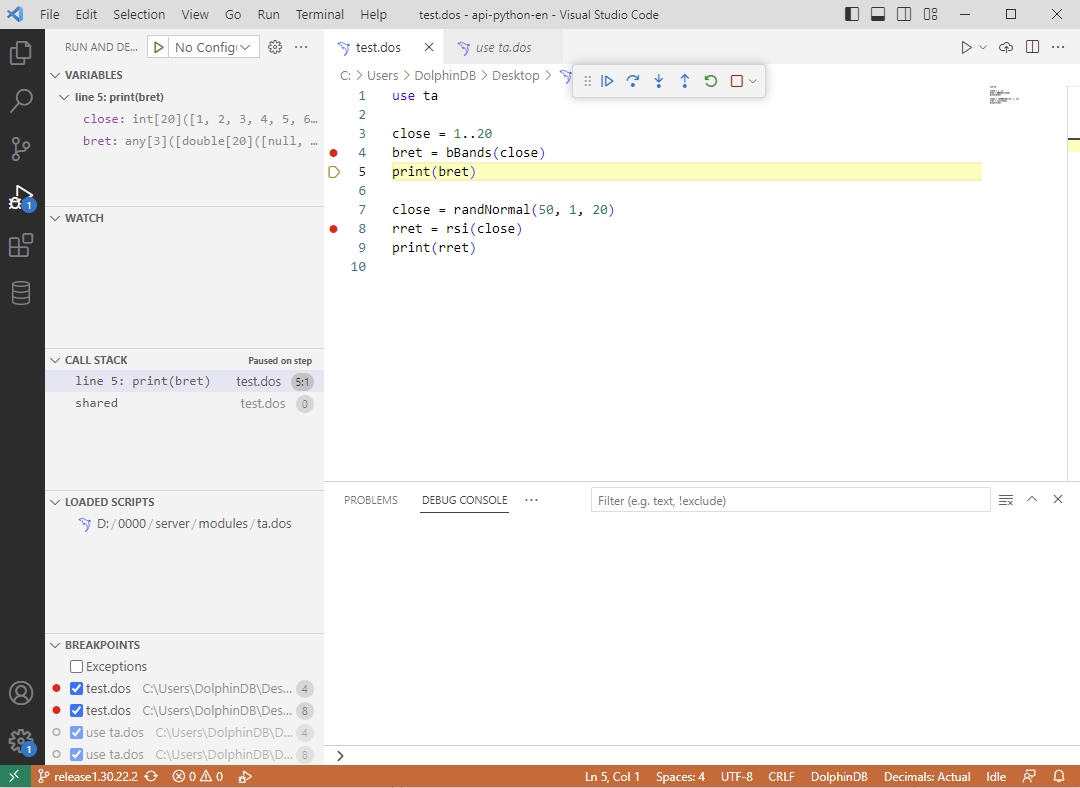 File Edit Selection View Go Run Terminal Help test.dos - api-python-en - Visual Studio Code
RUN AND DE... No Config
test.dos use ta.dos
C: > Users > DolphinDB > Desktop >
VARIABLES
line 5: print(bret)
close: int[20]([1, 2, 3, 4, 5, 6…
bret: any[3]([double[20]([null, …
WATCH
CALL STACK Paused on step
line 5: print(bret) test.dos 5:1
shared test.dos 0
LOADED SCRIPTS
D: / 0000 / server / modules / ta.dos
BREAKPOINTS
Exceptions
test.dos C:\Users\DolphinDB\Des... 4
test.dos C:\Users\DolphinDB\Des... 8
use ta.dos C:\Users\DolphinDB\D... 4
use ta.dos C:\Users\DolphinDB\D... 8
1
1
1 use ta
2
3 close = 1..20
4 bret = bBands(close)
5 print(bret)
6
7 close = randNormal(50, 1, 20)
8 rret = rsi(close)
9 print(rret)
10
PROBLEMS DEBUG CONSOLE ··· Filter (e.g. text, !exclude)
release1.30.22.2 0 0 Ln 5, Col 1 Spaces: 4 UTF-8 CRLF DolphinDB Decimals: Actual Idle